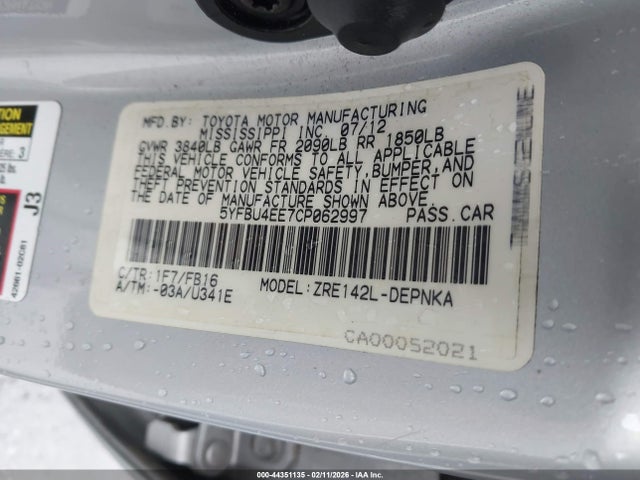 MFD.BY: TOYOTA MOTOR MANUFACTURING
MISSISSIPPI INC. 07/12
GVWR 3840LB GAWR FR 2090LB RR 1850LB
THIS VEHICLE CONFORMS TO ALL APPLICABLE
FEDERAL MOTOR VEHICLE SAFETY, BUMPER, AND
THEFT PREVENTION STANDARDS IN EFFECT ON
THE DATE OF MANUFACTURE SHOWN ABOVE.
5YFBU4EE7CP062997 PASS.CAR
C/TR: 1F7/FB16
A/TM: -03A/U341E
MODEL: ZRE142L-DEPNKA
CA00052021
J3
42661-02C81
000-44351135 - 02/11/2026 - IAA Inc.